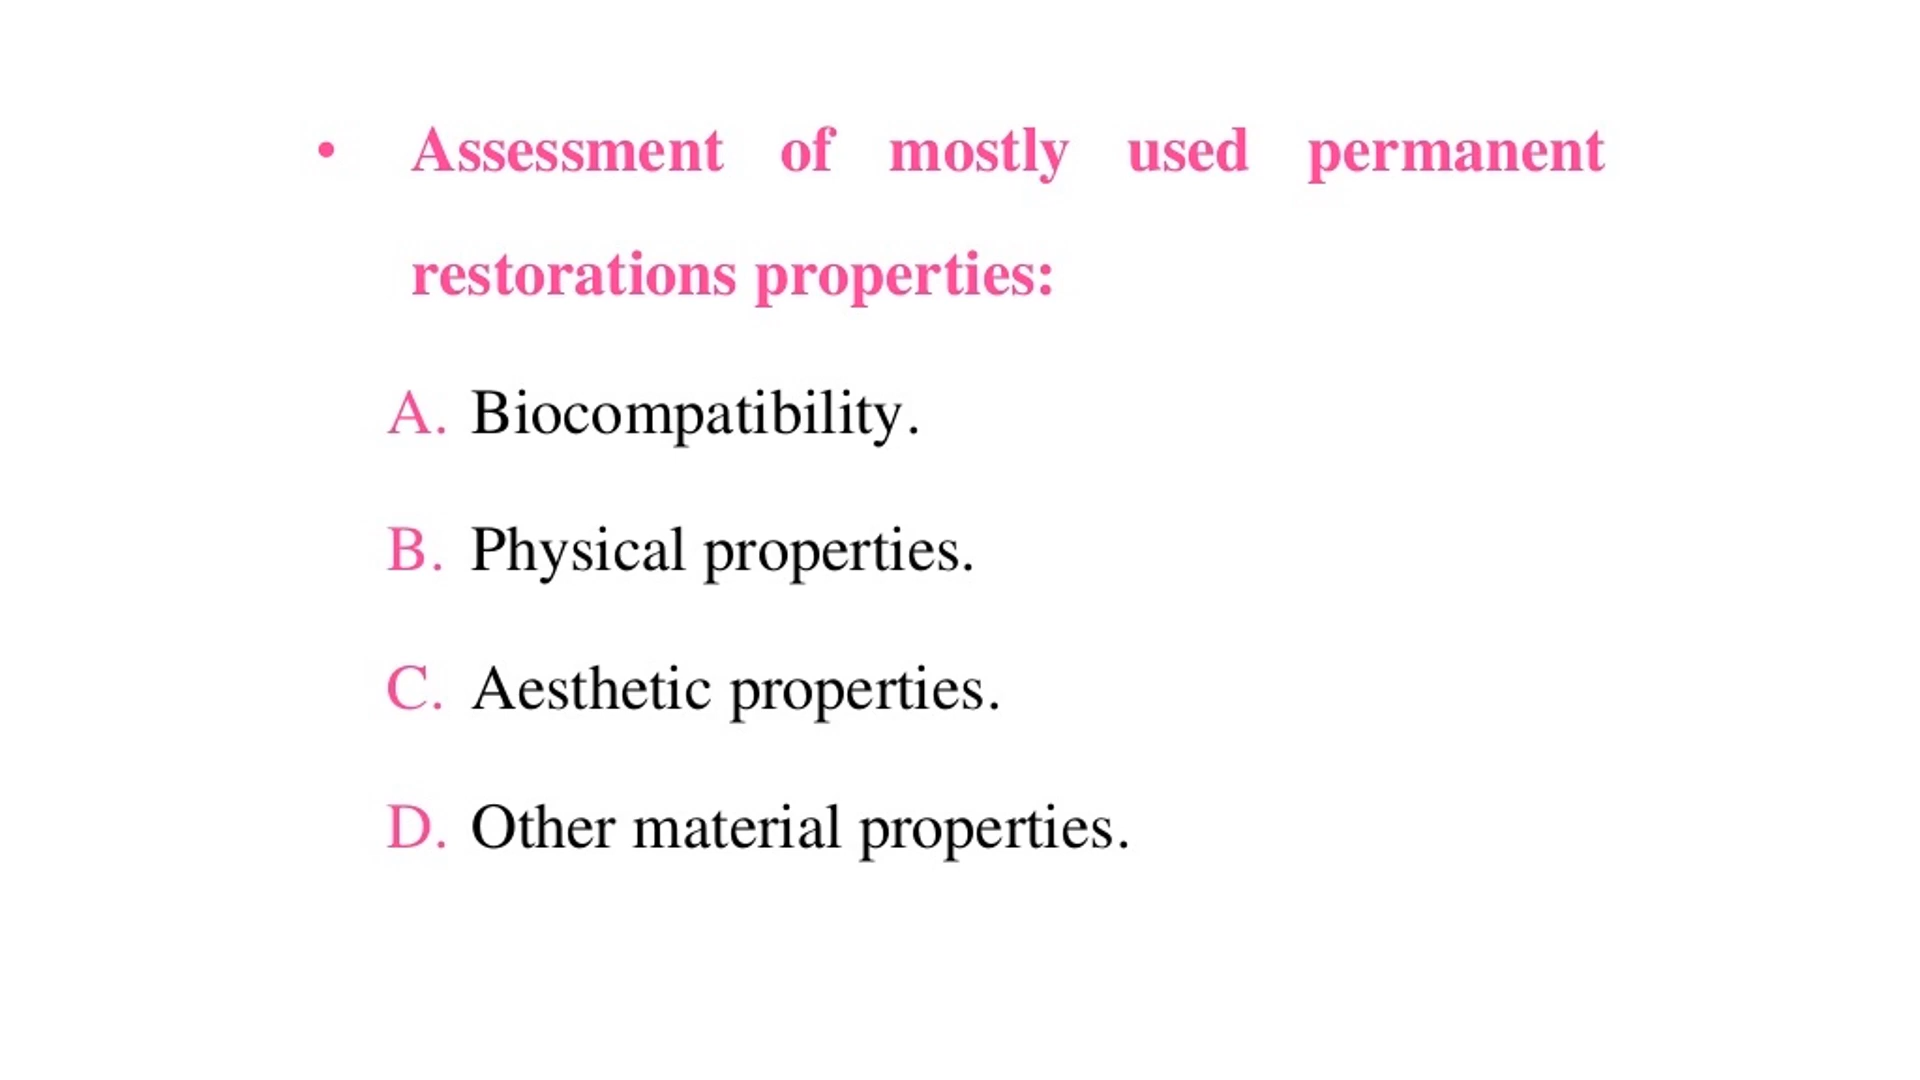 • Assessment of mostly used permanent
restorations properties:
A. Biocompatibility.
B. Physical properties.
C. Aesthetic properties.
D. Other material properties.